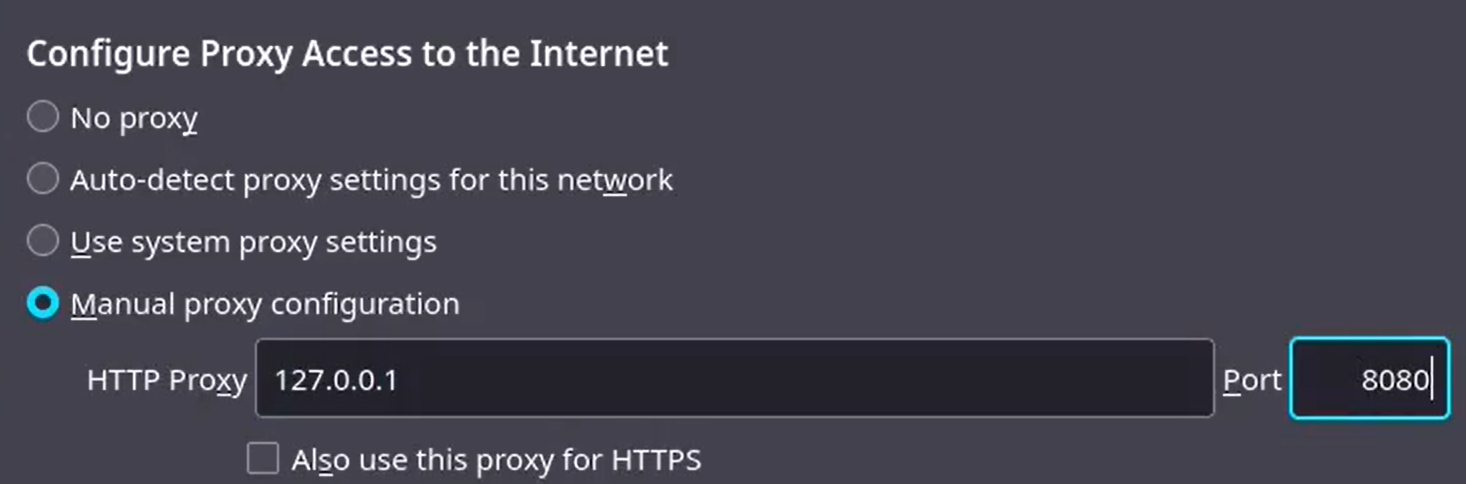 Configure Proxy Access to the Internet
No proxy
Auto-detect proxy settings for this network
Use system proxy settings
Manual proxy configuration
HTTP Proxy 127.0.0.1 Port 8080
Also use this proxy for HTTPS